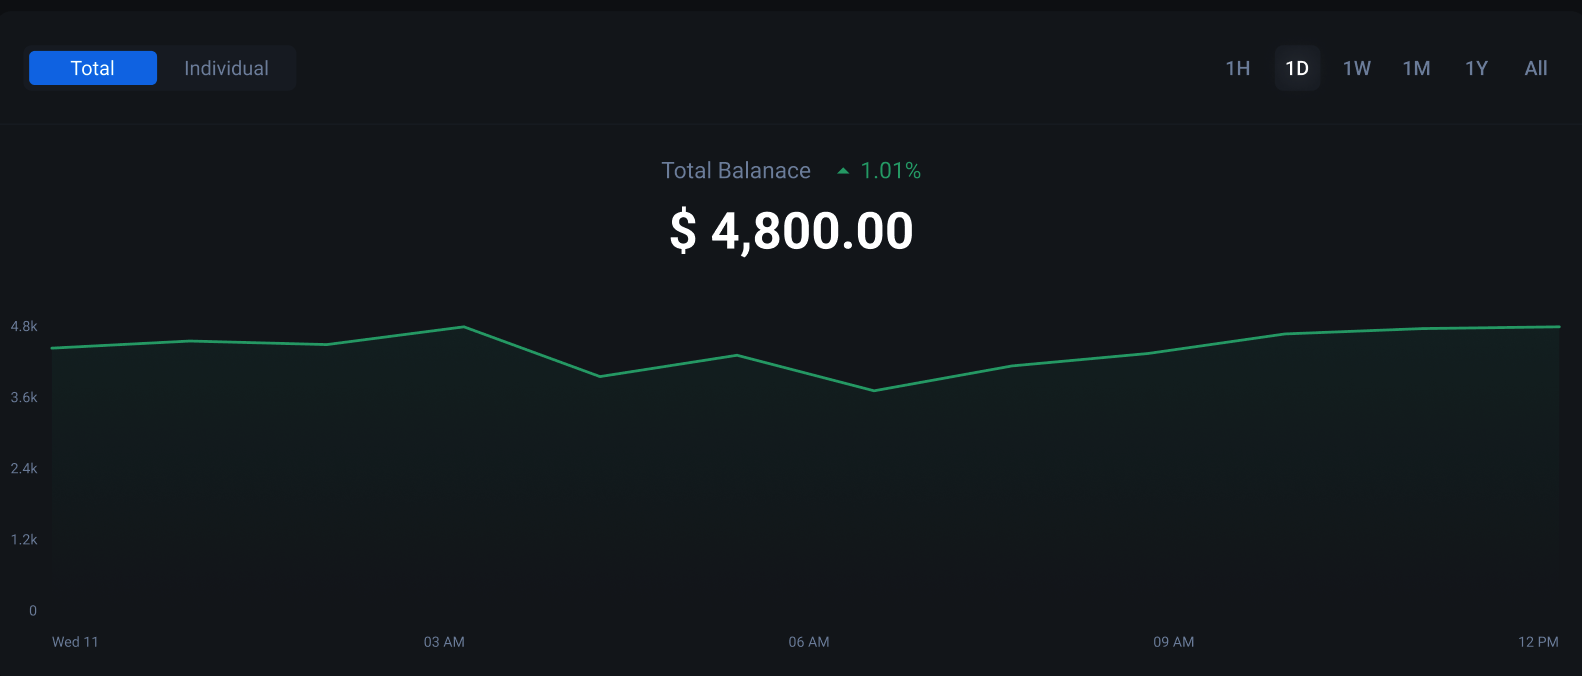 Total Individual 1H 1D 1W 1M 1Y All
Total Balanace 1.01%
$ 4,800.00
4.8k
3.6k
2.4k
1.2k
0
Wed 11 03 AM 06 AM 09 AM 12 PM